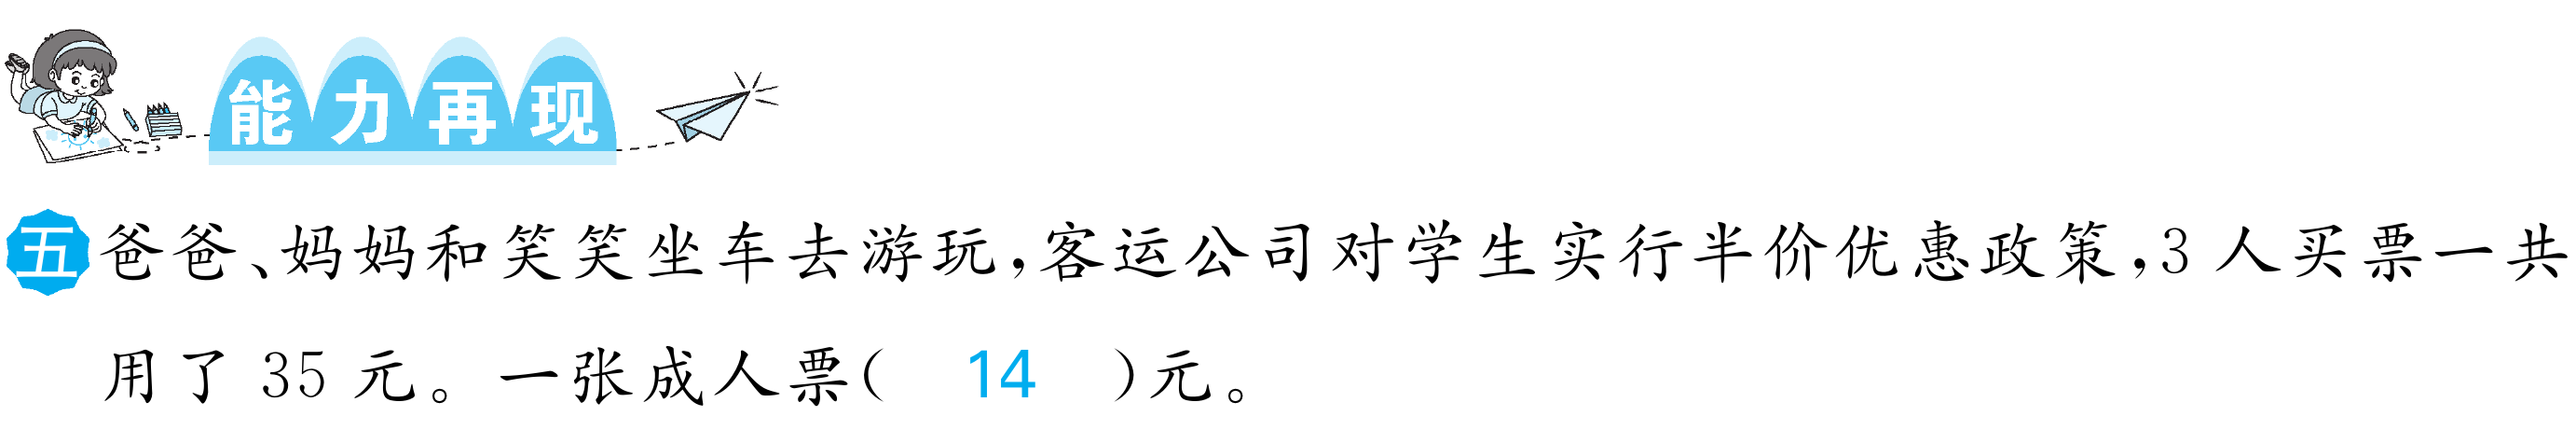 能力再现
五 爸爸、妈妈和笑笑坐车去游玩,客运公司对学生实行半价优惠政策,3 人买票一共
用了 35 元。一张成人票( 14 )元。